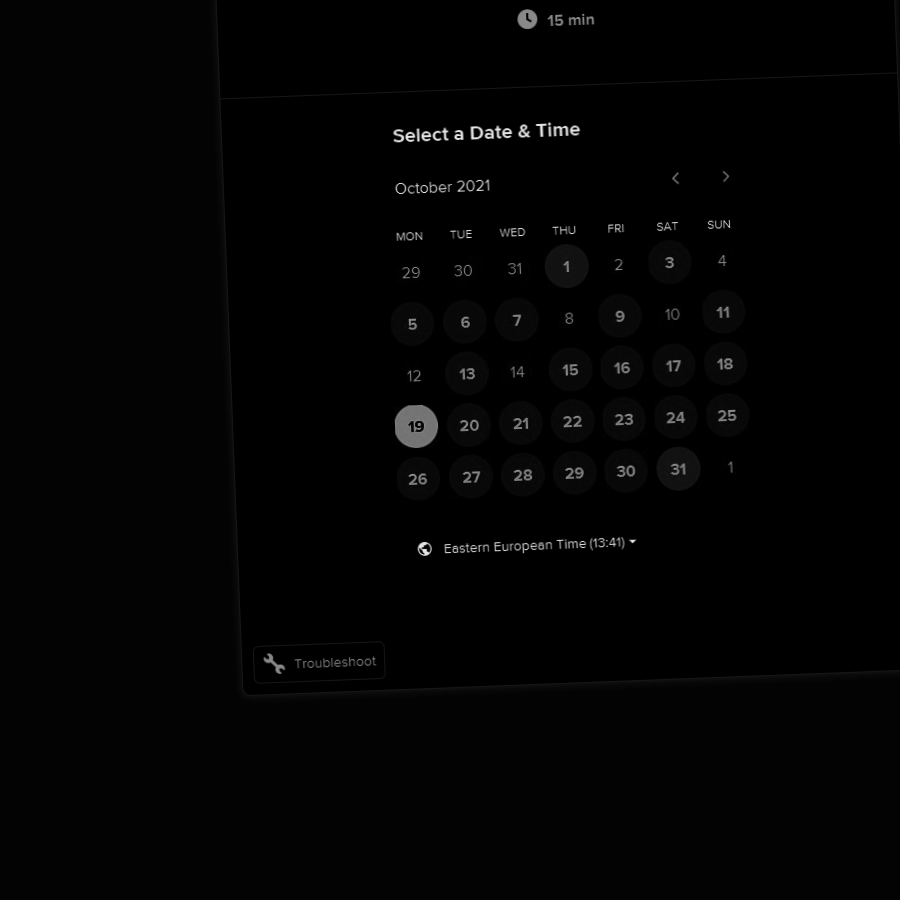 15 min
Select a Date & Time
October 2021
MON TUE WED THU FRI SAT SUN
29 30 31 1 2 3 4
5 6 7 8 9 10 11
12 13 14 15 16 17 18
19 20 21 22 23 24 25
26 27 28 29 30 31 1
Eastern European Time (13:41)
Troubleshoot